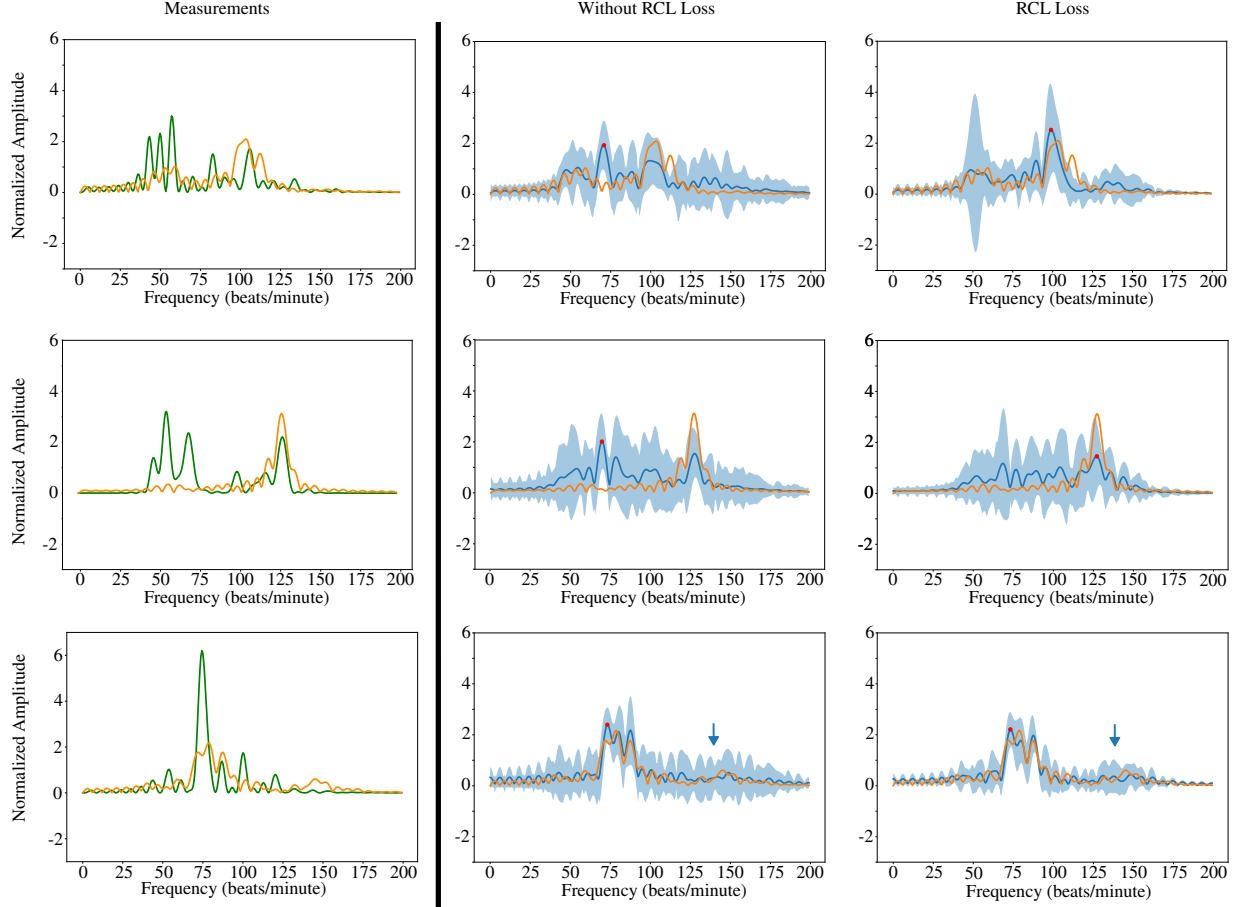 Measurements Without RCL Loss RCL Loss
6 6 6
4 4 4
2 2 2
0 0 0
-2 -2 -2
Normalized Amplitude Normalized Amplitude Normalized Amplitude
0 25 50 75 100 125 150 175 200 0 25 50 75 100 125 150 175 200 0 25 50 75 100 125 150 175 200
Frequency (beats/minute) Frequency (beats/minute) Frequency (beats/minute)
6 6 6
4 4 4
2 2 2
0 0 0
-2 -2 -2
Normalized Amplitude
0 25 50 75 100 125 150 175 200 0 25 50 75 100 125 150 175 200 0 25 50 75 100 125 150 175 200
Frequency (beats/minute) Frequency (beats/minute) Frequency (beats/minute)
6 6 6
4 4 4
2 2 2
0 0 0
-2 -2 -2
Normalized Amplitude
0 25 50 75 100 125 150 175 200 0 25 50 75 100 125 150 175 200 0 25 50 75 100 125 150 175 200
Frequency (beats/minute) Frequency (beats/minute) Frequency (beats/minute)